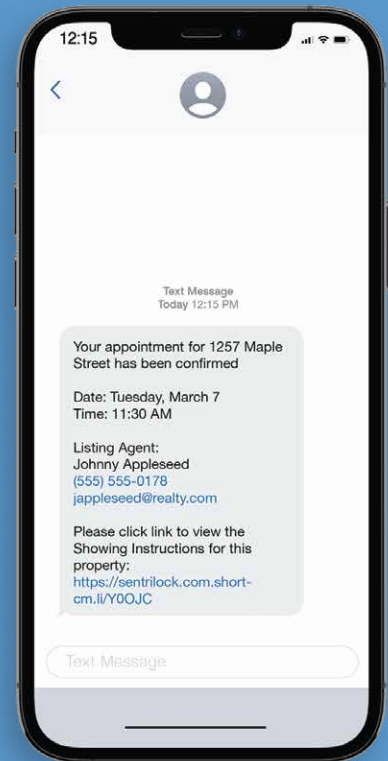 12:15
Text Message
Today 12:15 PM
Your appointment for 1257 Maple
Street has been confirmed
Date: Tuesday, March 7
Time: 11:30 AM
Listing Agent:
Johnny Appleseed
(555) 555-0178
jappleseed@realty.com
Please click link to view the
Showing Instructions for this
property:
https://sentrilock.com.short-
cm.li/Y0OJC
Text Message